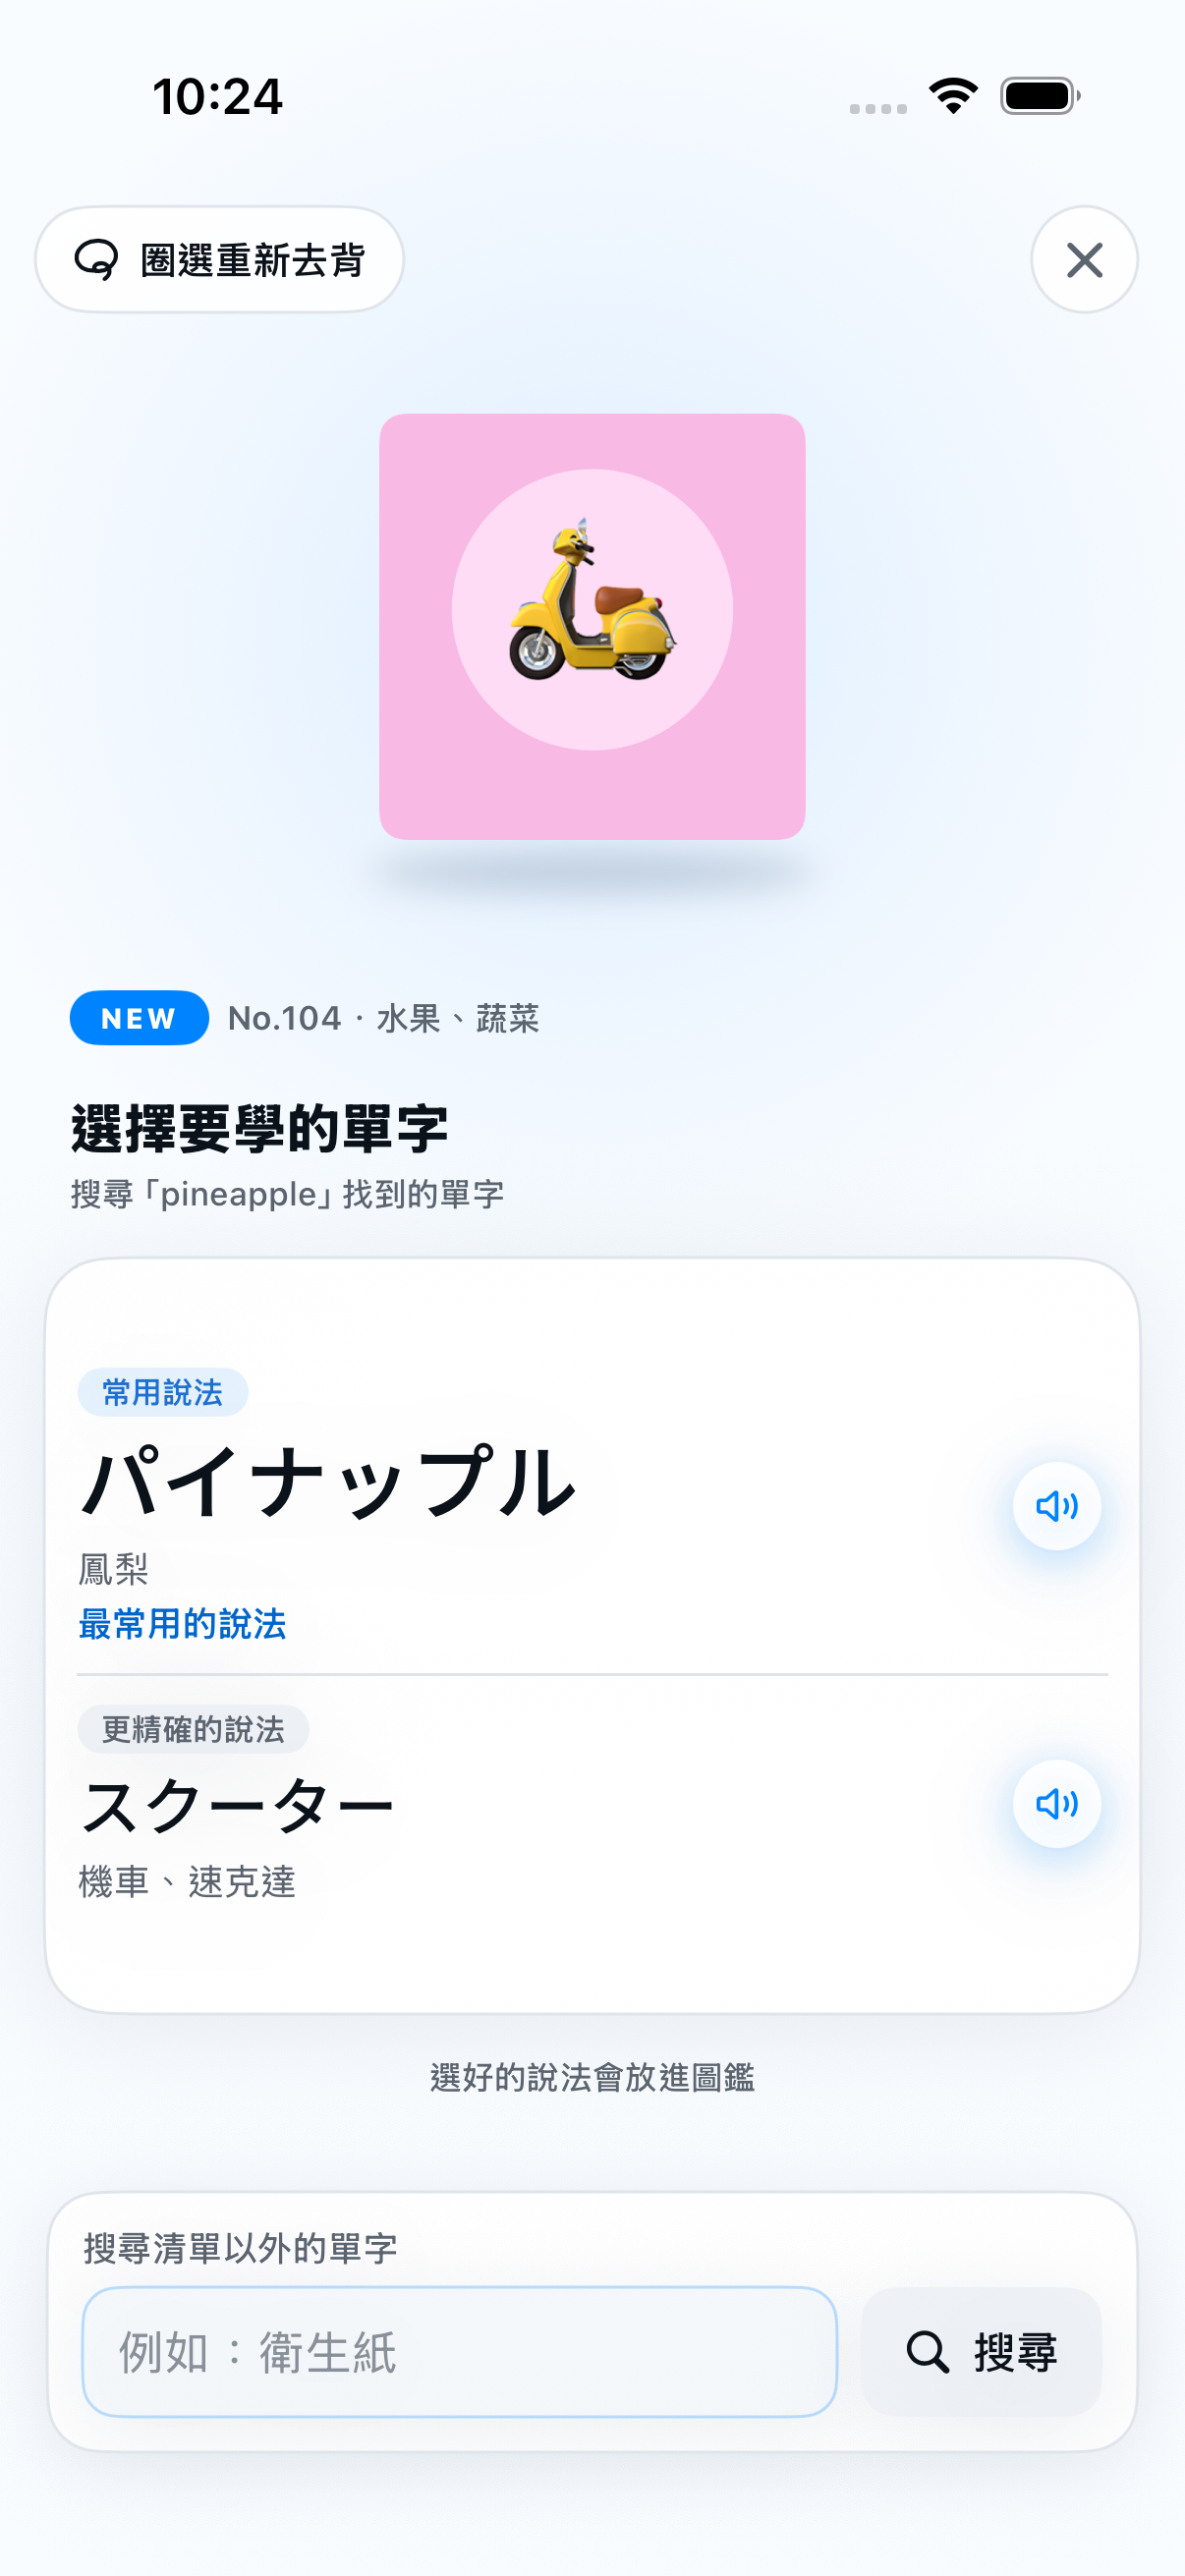 10:24
圈選重新去背
NEW No.104 · 水果、蔬菜
選擇要學的單字
搜尋「pineapple」找到的單字
常用說法
パイナップル
鳳梨
最常用的說法
更精確的說法
スクーター
機車、速克達
選好的說法會放進圖鑑
搜尋清單以外的單字
例如：衛生紙
搜尋